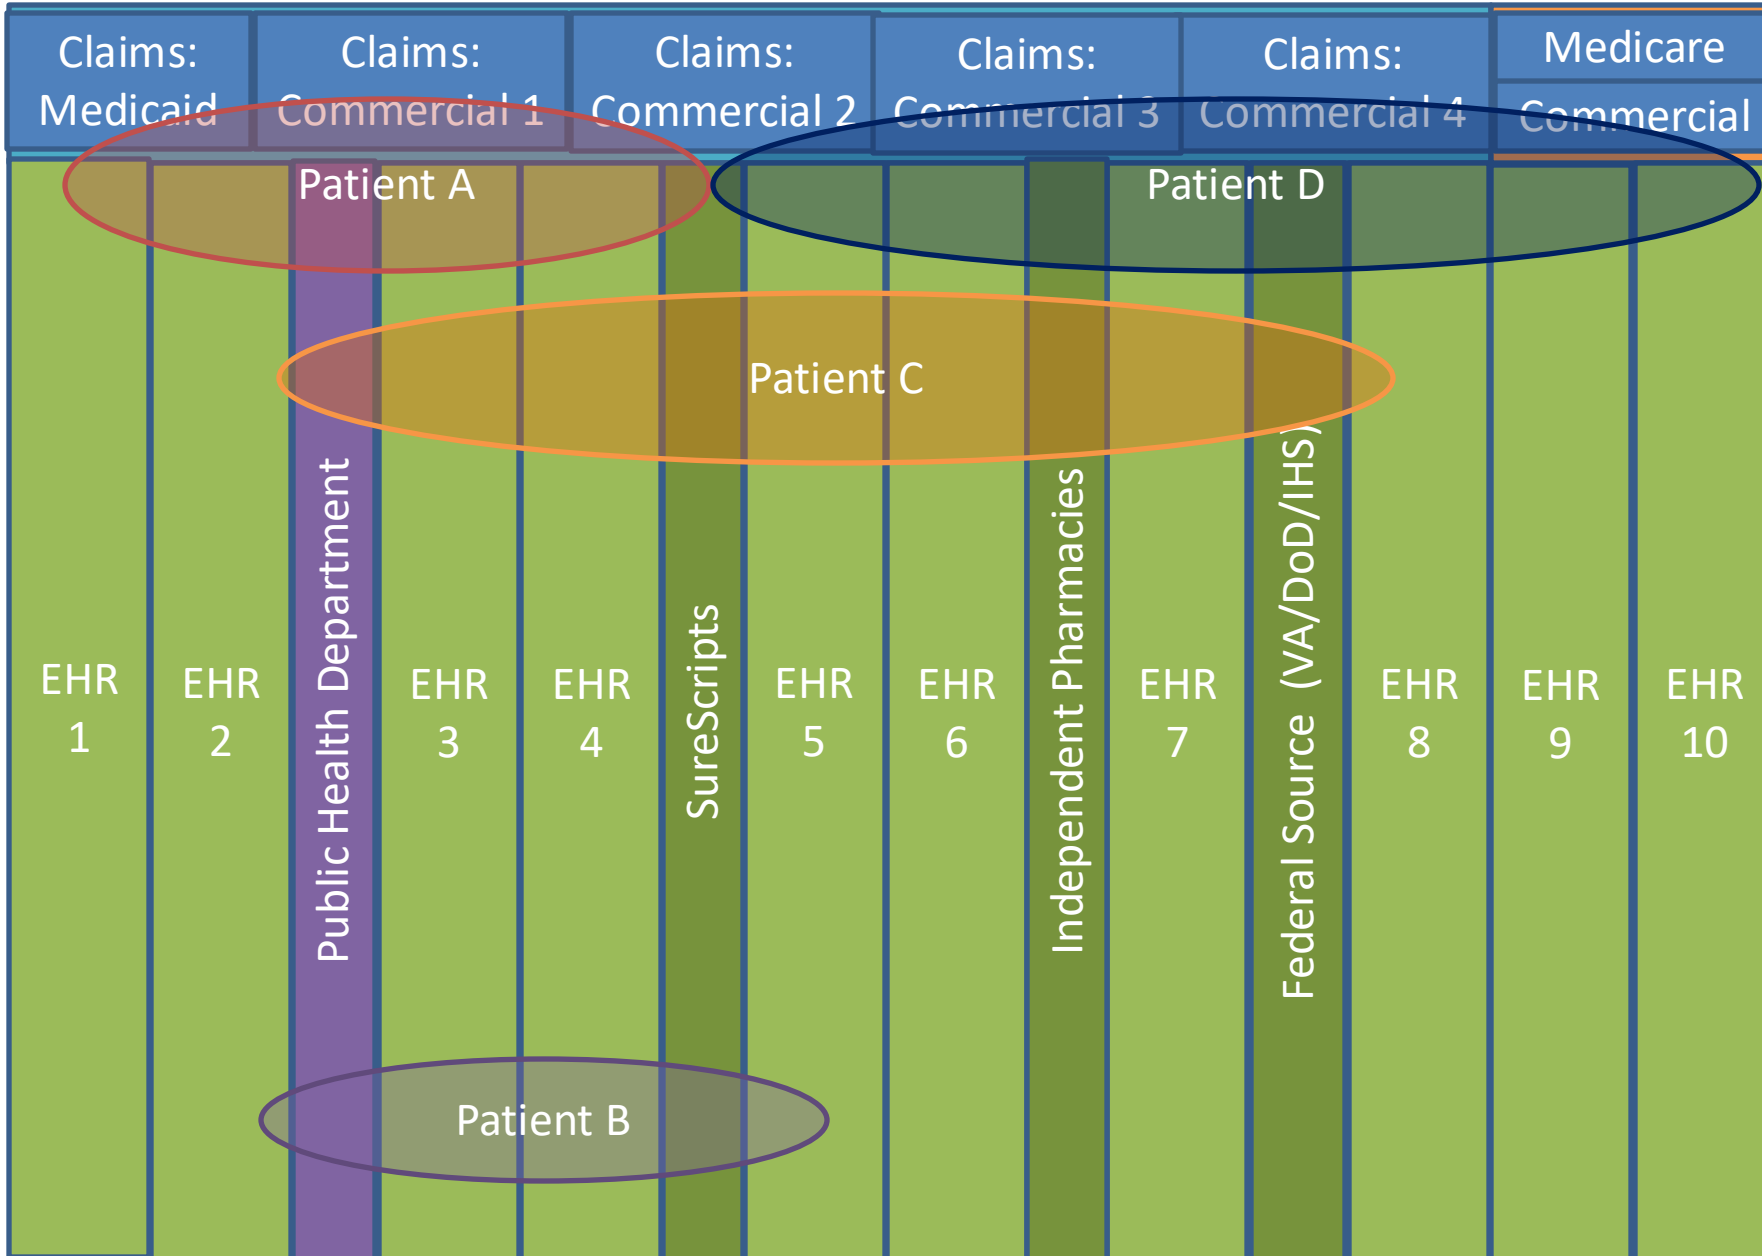 Claims:
Medicaid
Claims:
Commercial 1
Claims:
Commercial 2
Claims:
Commercial 3
Claims:
Commercial 4
Medicare
Commercial
Patient A
Patient D
Patient C
EHR
1
EHR
2
Public Health Department
EHR
3
EHR
4
SureScripts
EHR
5
EHR
6
Independent Pharmacies
EHR
7
Federal Source (VA/DoD/IHS)
EHR
8
EHR
9
EHR
10
Patient B